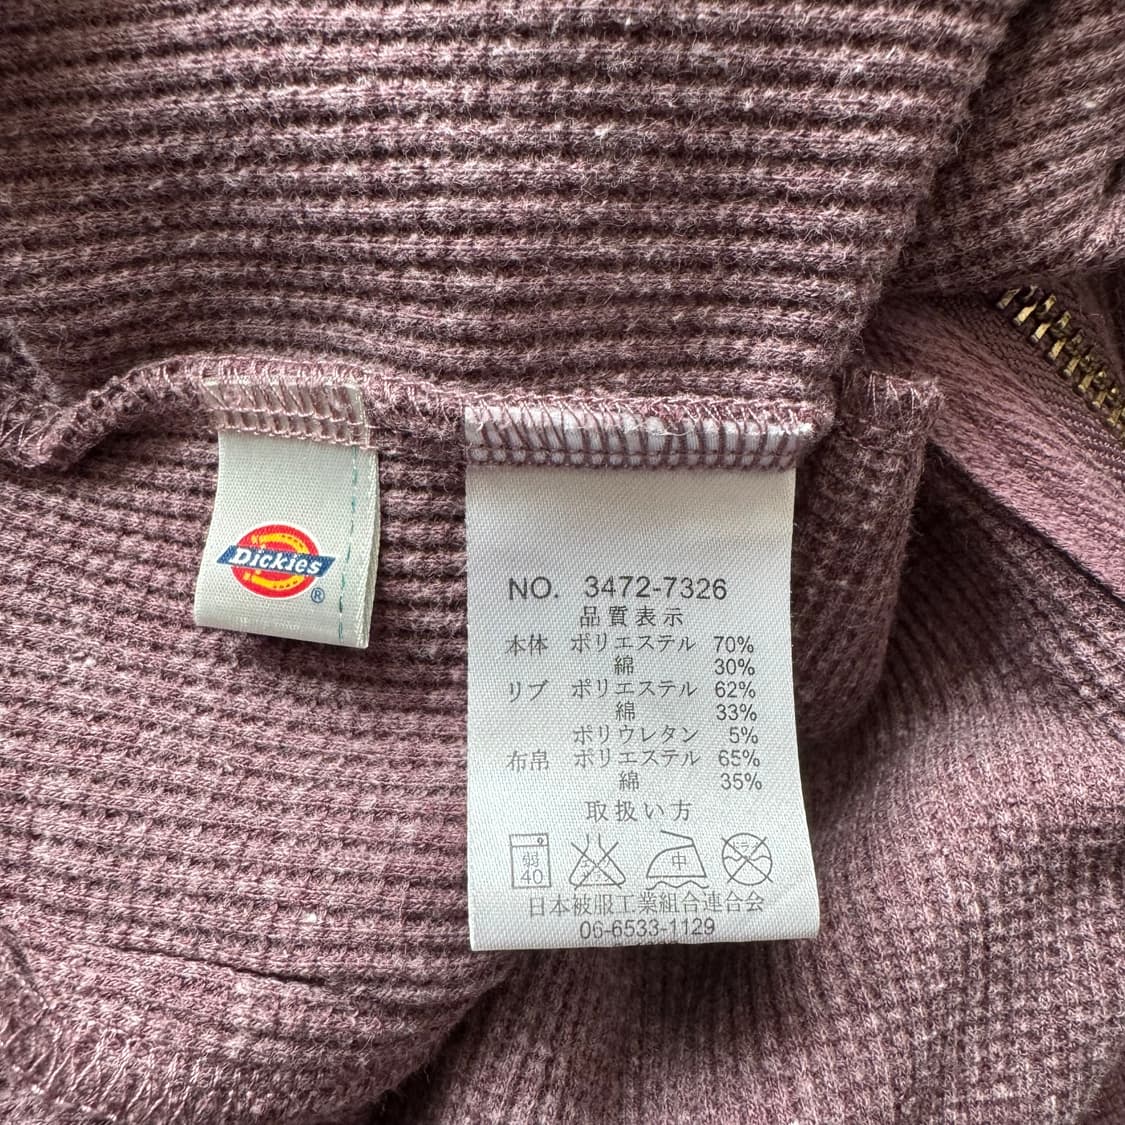 Dickies
®
NO. 3472-7326
品質表示
本体 ポリエステル 70%
綿 30%
リブ ポリエステル 62%
綿 33%
ポリウレタン 5%
布帛 ポリエステル 65%
綿 35%
取扱い方
弱 40 中
日本被服工業組合連合会
06-6533-1129